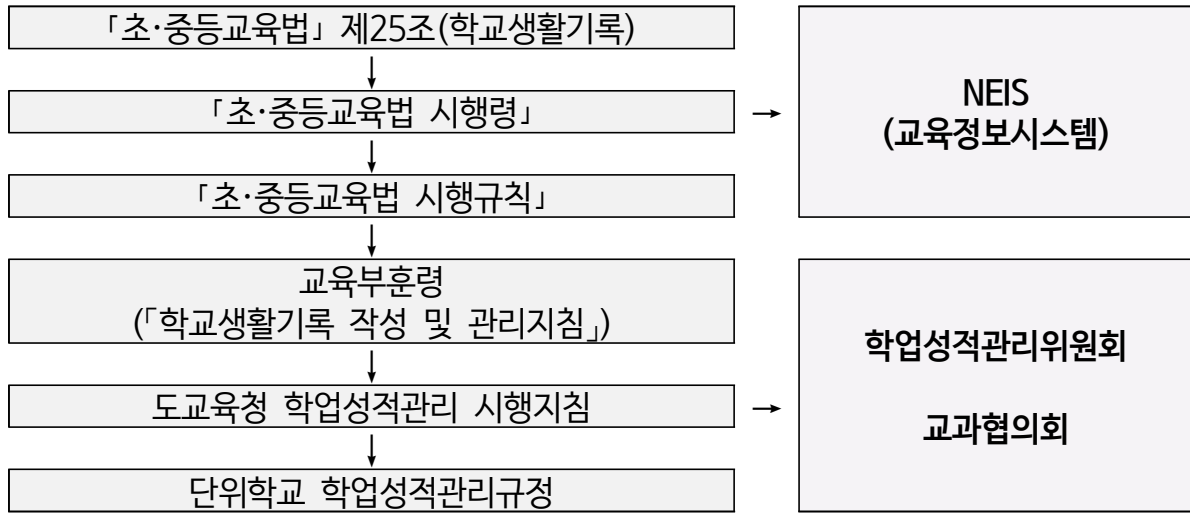 「초·중등교육법」 제25조(학교생활기록)
「초·중등교육법 시행령」
「초·중등교육법 시행규칙」
교육부훈령
(「학교생활기록 작성 및 관리지침」)
도교육청 학업성적관리 시행지침
단위학교 학업성적관리규정
NEIS
(교육정보시스템)
학업성적관리위원회
교과협의회